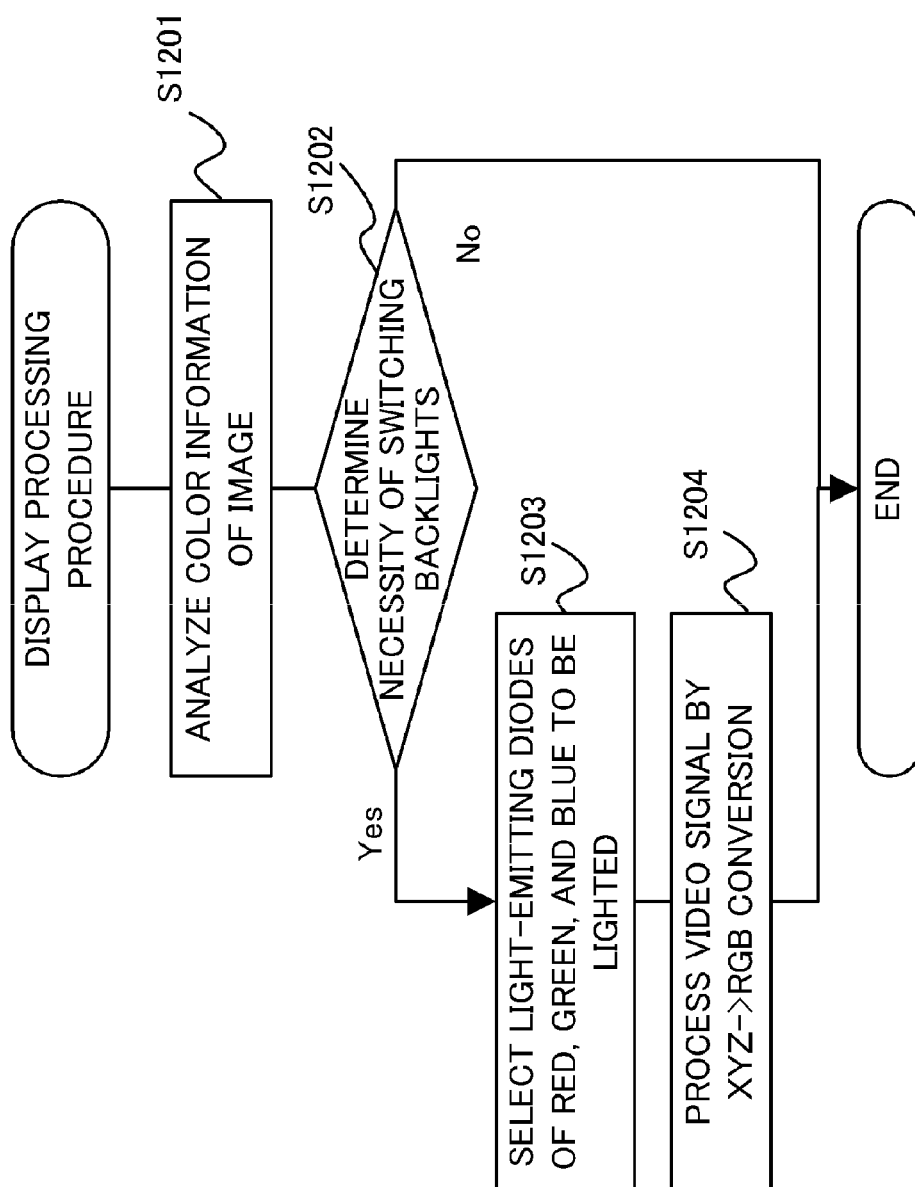 DISPLAY PROCESSING
PROCEDURE
S1201
ANALYZE COLOR INFORMATION
OF IMAGE
S1202
DETERMINE
NECESSITY OF SWITCHING
BACKLIGHTS
Yes
No
S1203
SELECT LIGHT-EMITTING DIODES
OF RED, GREEN, AND BLUE TO BE
LIGHTED
S1204
PROCESS VIDEO SIGNAL BY
XYZ->RGB CONVERSION
END